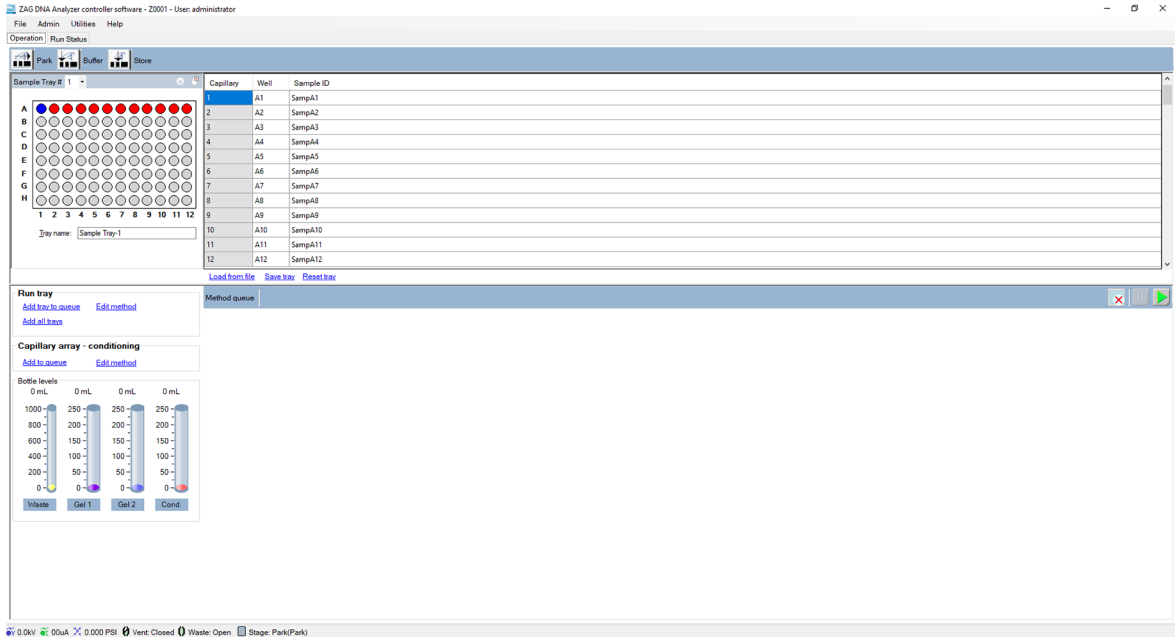 ZAG DNA Analyzer controller software - Z0001 - User: administrator
File Admin Utilities Help
Operation Run Status
Park Buffer Store
Sample Tray# 1
A
B
C
D
E
F
G
H
1 2 3 4 5 6 7 8 9 10 11 12
Tray name: Sample Tray-1
Capillary Well Sample ID
1 A1 SampA1
2 A2 SampA2
3 A3 SampA3
4 A4 SampA4
5 A5 SampA5
6 A6 SampA6
7 A7 SampA7
8 A8 SampA8
9 A9 SampA9
10 A10 SampA10
11 A11 SampA11
12 A12 SampA12
Load from file Save tray Reset tray
Run tray
Add tray to queue Edit method
Add all trays
Capillary array - conditioning
Add to queue Edit method
Bottle levels
0 mL 0 mL 0 mL 0 mL
1000 250 250 250
800 200 200 200
600 150 150 150
400 100 100 100
200 50 50 50
0 0 0 0
Waste Gel 1 Gel 2 Cond.
Method queue
0.0kV 00uA 0.000 PSI Vent: Closed Waste: Open Stage: Park(Park)